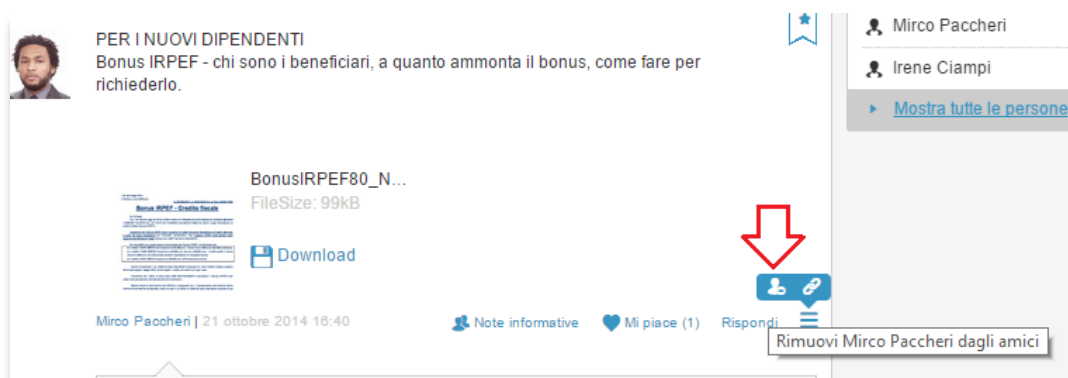 PER I NUOVI DIPENDENTI
Bonus IRPEF - chi sono i beneficiari, a quanto ammonta il bonus, come fare per
richiederlo.
BonusIRPEF80_N...
FileSize: 99kB
Bonus IRPEF - Credito fiscale
Download
Mirco Paccheri | 21 ottobre 2014 16:40
Note informative
Mi piace (1)
Rispondi
Rimuovi Mirco Paccheri dagli amici
Mirco Paccheri
Irene Ciampi
Mostra tutte le persone